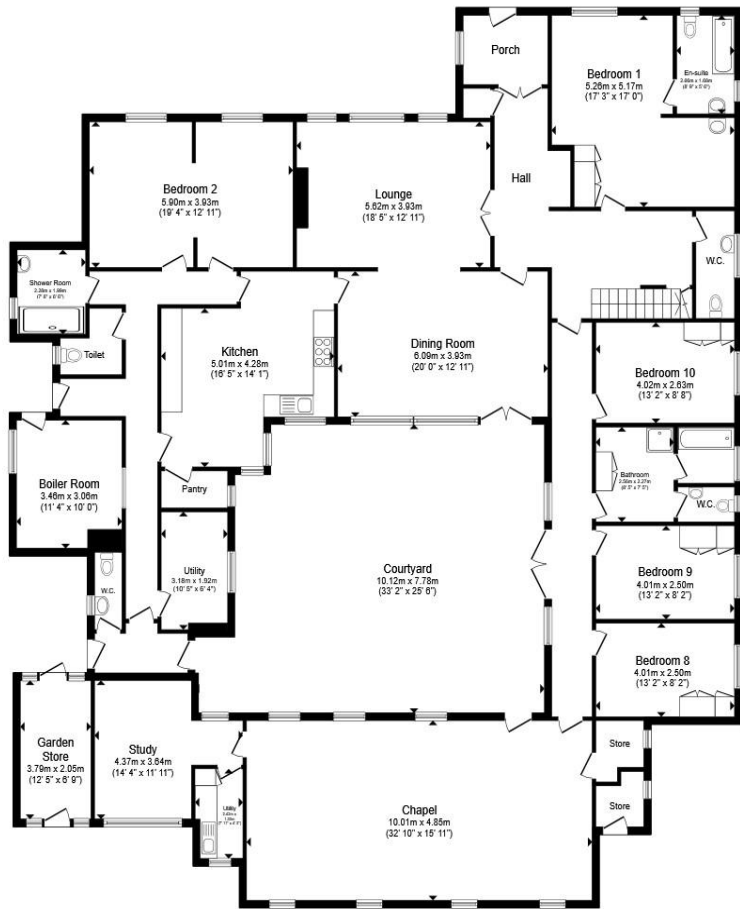 Porch
Bedroom 1
5.26m x 5.17m
(17' 3" x 17' 0")
En-suite
Bedroom 2
5.90m x 3.93m
(19' 4" x 12' 11")
Lounge
5.62m x 3.93m
(18' 5" x 12' 11")
Hall
W.C.
Shower Room
Toilet
Kitchen
5.01m x 4.28m
(16' 5" x 14' 1")
Dining Room
6.09m x 3.93m
(20' 0" x 12' 11")
Bedroom 10
4.02m x 2.63m
(13' 2" x 8' 8")
Boiler Room
3.46m x 3.06m
(11' 4" x 10' 0")
Pantry
Bathroom
W.C.
Utility
3.18m x 1.92m
(10' 5" x 6' 4")
Courtyard
10.12m x 7.78m
(33' 2" x 25' 6")
W.C.
Bedroom 9
4.01m x 2.50m
(13' 2" x 8' 2")
Bedroom 8
4.01m x 2.50m
(13' 2" x 8' 2")
Garden
Store
3.79m x 2.05m
(12' 5" x 6' 9")
Study
4.37m x 3.64m
(14' 4" x 11' 11")
Utility
Store
Store
Chapel
10.01m x 4.85m
(32' 10" x 15' 11")